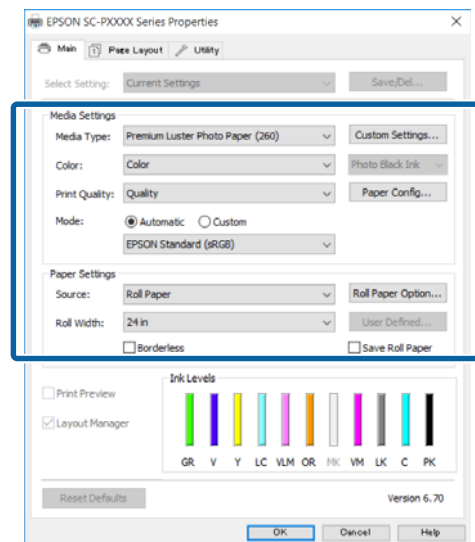 EPSON SC-PXXXX Series Properties
Main Page Layout Utility
Select Setting: Current Settings Save/Del...
Media Settings
Media Type: Premium Luster Photo Paper (260) Custom Settings...
Color: Color Photo Black Ink
Print Quality: Quality Paper Config...
Mode: Automatic Custom
EPSON Standard (sRGB)
Paper Settings
Source: Roll Paper Roll Paper Option...
Roll Width: 24 in User Defined...
Borderless Save Roll Paper
Ink Levels
Print Preview
Layout Manager
GR V Y LC VLM OR MK VM LK C PK
Reset Defaults Version 6.70
OK Cancel Help